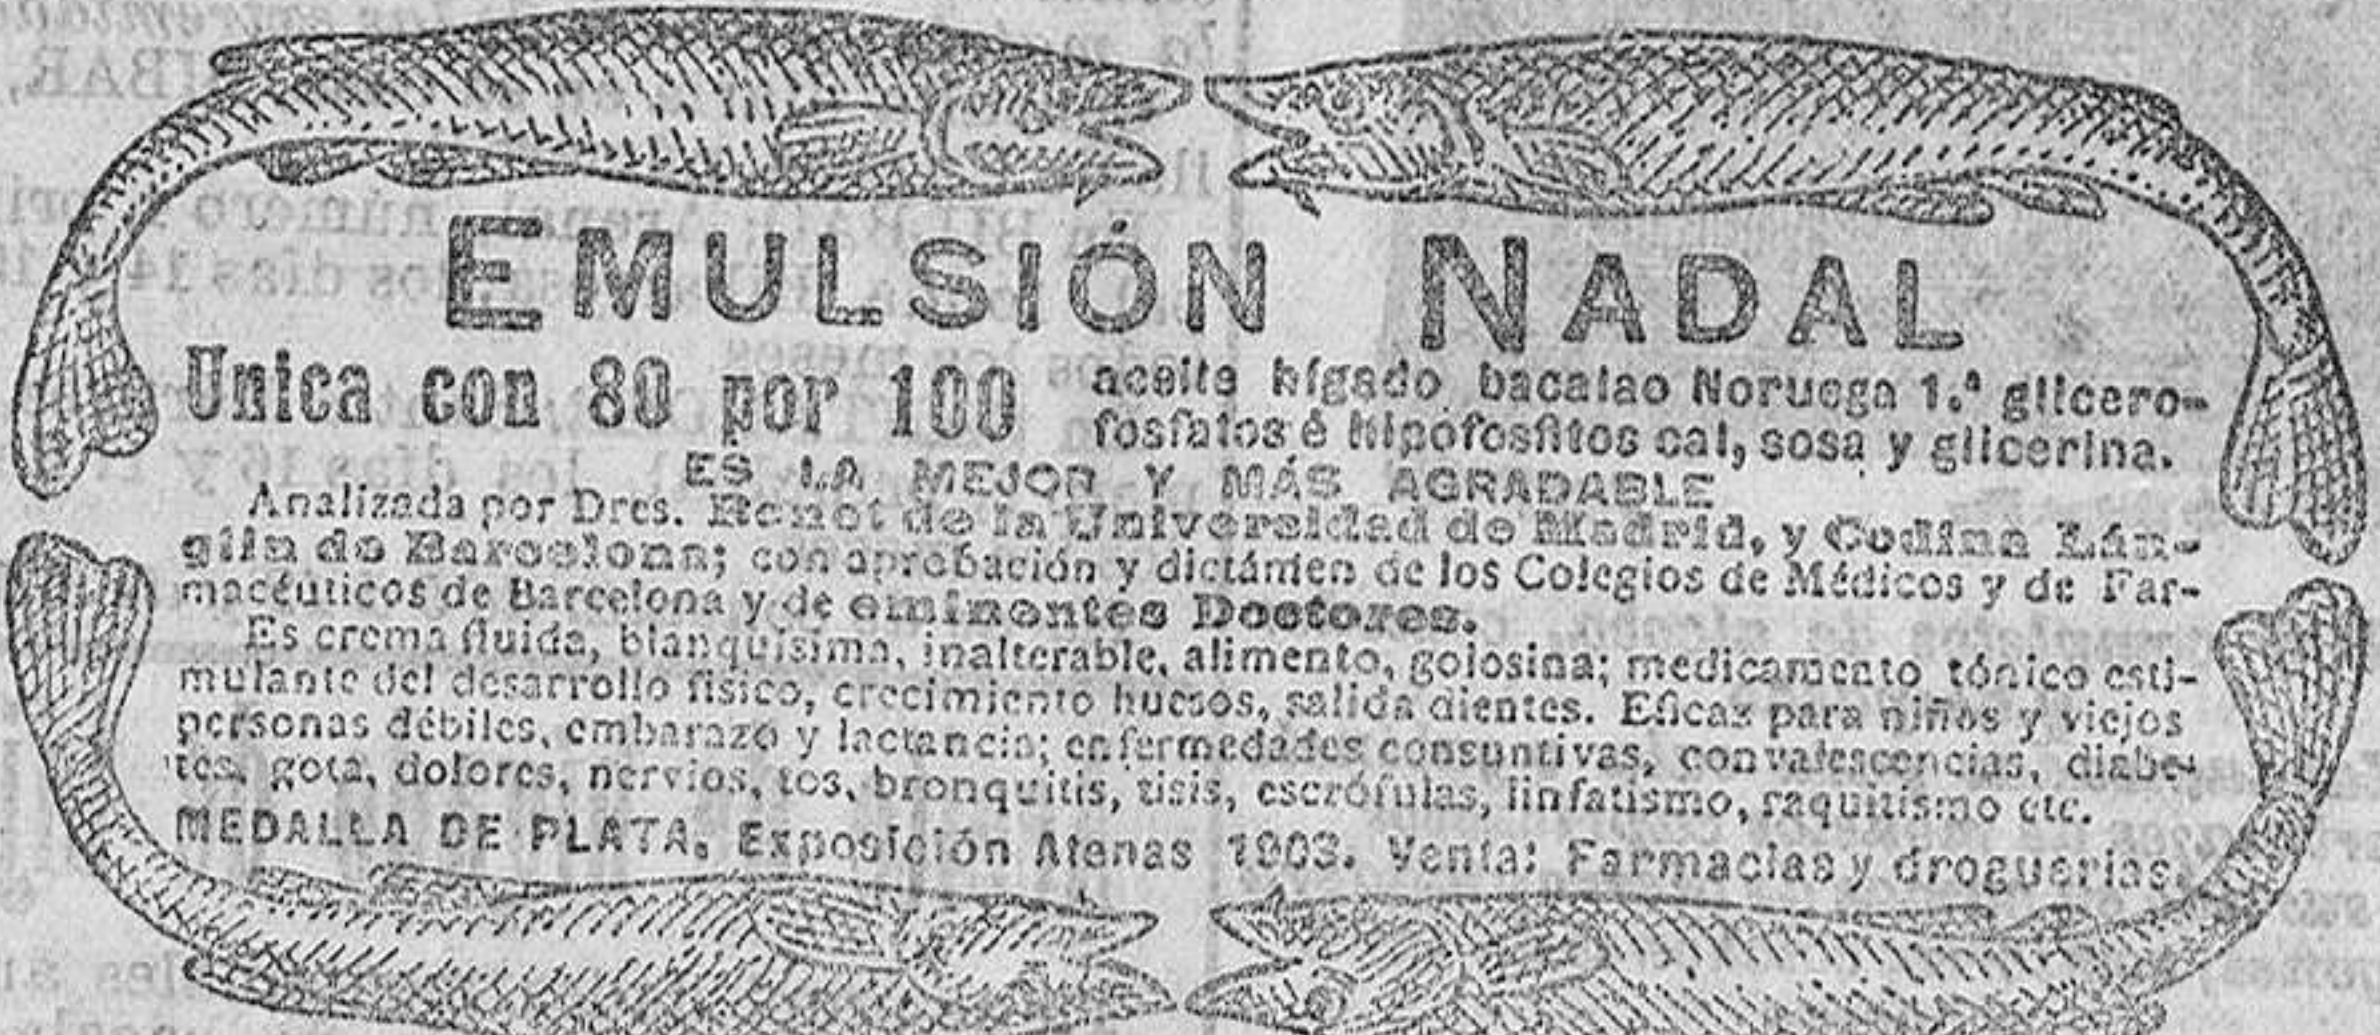 EMULSIÓN NADAL
Unica con 80 por 100 aceite hígado bacalao Noruega 1.ª glicero-
fosfatos é hipofosfitos cal, sosa y glicerina.
ES LA MEJOR Y MÁS AGRADABLE
Analizada por Dres. Bonet de la Universidad de Madrid, y Codina Län-
glin de Barcelona; con aprobación y dictámen de los Colegios de Médicos y de Far-
macéuticos de Barcelona y de eminentes Doctores.
Es crema fluida, blanquísima, inalterable, alimento, golosina; medicamento tónico esti-
mulante del desarrollo físico, crecimiento huesos, salida dientes. Eficaz para niños y viejos
personas débiles, embarazo y lactancia; enfermedades consuntivas, convalescencias, diabe-
tes, gota, dolores, nervios, tos, bronquitis, tisis, escrófulas, linfatismo, raquitismo etc.
MEDALLA DE PLATA, Exposición Atenas 1903. Venta: Farmacias y droguerias.